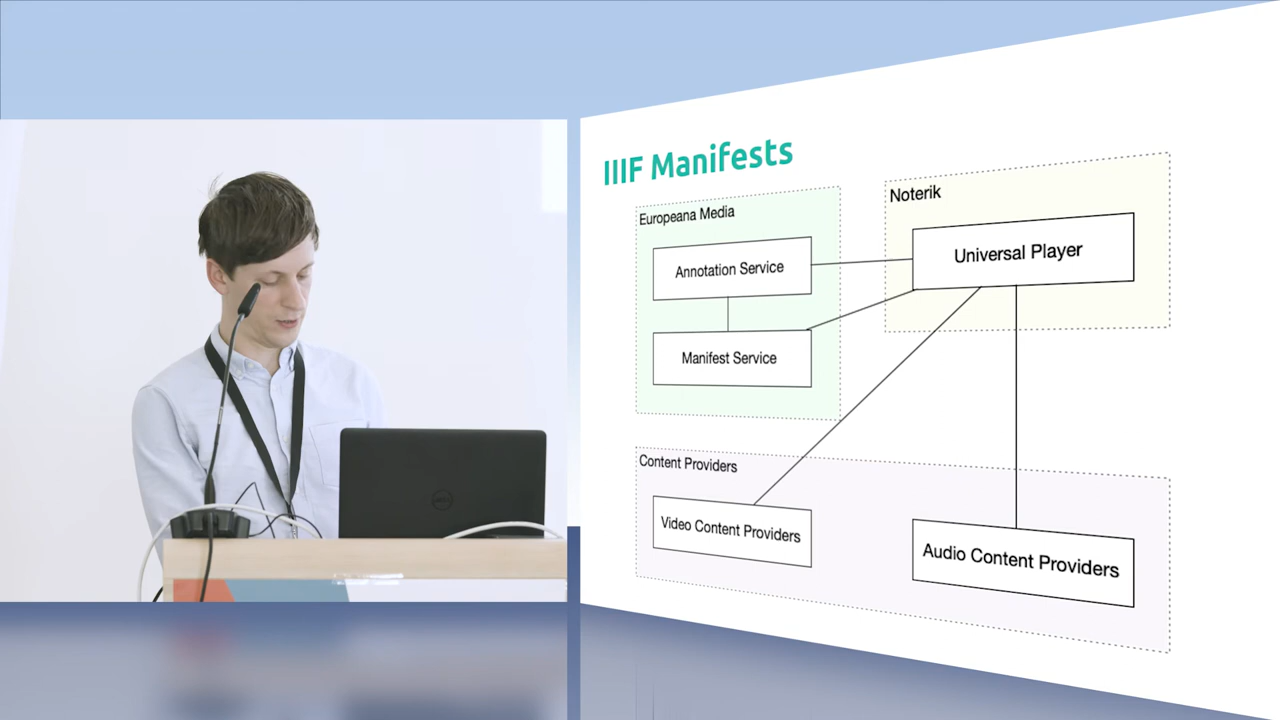 IIIF Manifests
Europeana Media
Annotation Service
Manifest Service
Noterik
Universal Player
Content Providers
Video Content Providers
Audio Content Providers
DELL